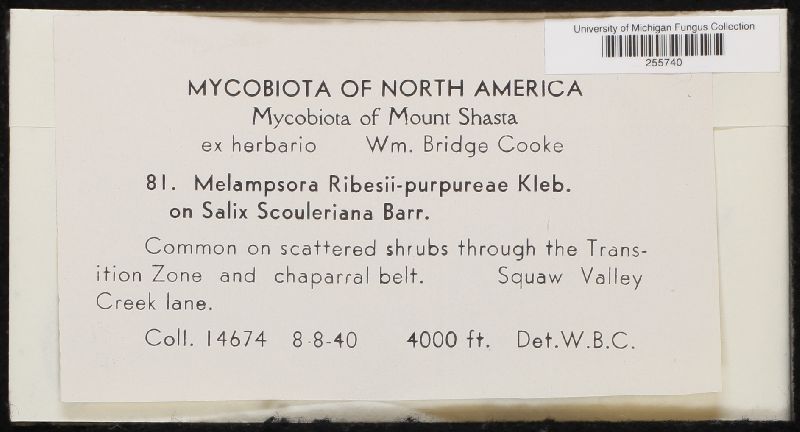 University of Michigan Fungus Collection
255740
MYCOBIOTA OF NORTH AMERICA
Mycobiota of Mount Shasta
ex herbario Wm. Bridge Cooke
81. Melampsora Ribesii-purpureae Kleb.
on Salix Scouleriana Barr.
Common on scattered shrubs through the Trans-
ition Zone and chaparral belt. Squaw Valley
Creek lane.
Coll. 14674 8-8-40 4000 ft. Det.W.B.C.